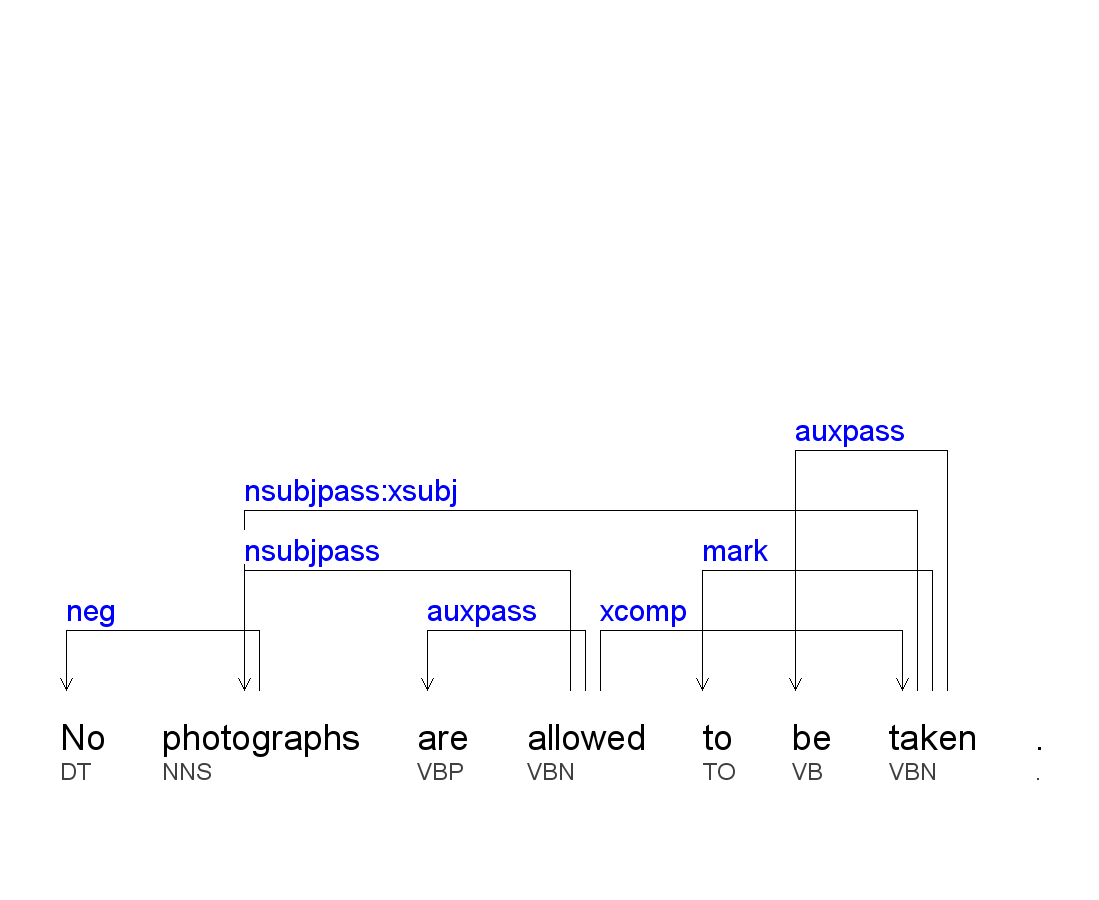 auxpass
nsubjpass:xsubj
nsubjpass mark
neg auxpass xcomp
No photographs are allowed to be taken .
DT NNS VBP VBN TO VB VBN .